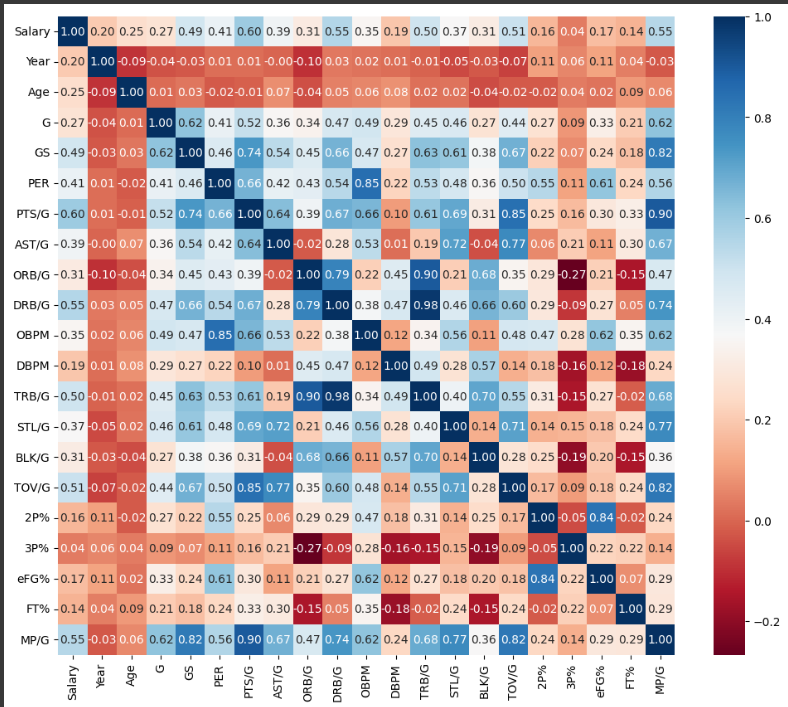 Salary 1.00 0.20 0.25 0.27 0.49 0.41 0.60 0.39 0.31 0.55 0.35 0.19 0.50 0.37 0.31 0.51 0.16 0.04 0.17 0.14 0.55
Year 0.20 1.00 -0.09 -0.04 -0.03 0.01 0.01 -0.00 -0.10 0.03 0.02 0.01 -0.01 -0.05 -0.03 -0.07 0.11 0.06 0.11 0.04 -0.03
Age 0.25 -0.09 1.00 0.01 0.03 -0.02 -0.01 0.07 -0.04 0.05 0.06 0.08 0.02 0.02 -0.04 -0.02 -0.02 0.04 0.02 0.09 0.06
G 0.27 -0.04 0.01 1.00 0.62 0.41 0.52 0.36 0.34 0.47 0.49 0.29 0.45 0.46 0.27 0.44 0.27 0.09 0.33 0.21 0.62
GS 0.49 -0.03 0.03 0.62 1.00 0.46 0.74 0.54 0.45 0.66 0.47 0.27 0.63 0.61 0.38 0.67 0.22 0.07 0.24 0.18 0.82
PER 0.41 0.01 -0.02 0.41 0.46 1.00 0.66 0.42 0.43 0.54 0.85 0.22 0.53 0.48 0.36 0.50 0.55 0.11 0.61 0.24 0.56
PTS/G 0.60 0.01 -0.01 0.52 0.74 0.66 1.00 0.64 0.39 0.67 0.66 0.10 0.61 0.69 0.31 0.85 0.25 0.16 0.30 0.33 0.90
AST/G 0.39 -0.00 0.07 0.36 0.54 0.42 0.64 1.00 -0.02 0.28 0.53 0.01 0.19 0.72 -0.04 0.77 0.06 0.21 0.11 0.30 0.67
ORB/G 0.31 -0.10 -0.04 0.34 0.45 0.43 0.39 -0.02 1.00 0.79 0.22 0.45 0.90 0.21 0.68 0.35 0.29 -0.27 0.21 -0.15 0.47
DRB/G 0.55 0.03 0.05 0.47 0.66 0.54 0.67 0.28 0.79 1.00 0.38 0.47 0.98 0.46 0.66 0.60 0.29 -0.09 0.27 0.05 0.74
OBPM 0.35 0.02 0.06 0.49 0.47 0.85 0.66 0.53 0.22 0.38 1.00 0.12 0.34 0.56 0.11 0.48 0.47 0.28 0.62 0.35 0.62
DBPM 0.19 0.01 0.08 0.29 0.27 0.22 0.10 0.01 0.45 0.47 0.12 1.00 0.49 0.28 0.57 0.14 0.18 -0.16 0.12 -0.18 0.24
TRB/G 0.50 -0.01 0.02 0.45 0.63 0.53 0.61 0.19 0.90 0.98 0.34 0.49 1.00 0.40 0.70 0.55 0.31 -0.15 0.27 -0.02 0.68
STL/G 0.37 -0.05 0.02 0.46 0.61 0.48 0.69 0.72 0.21 0.46 0.56 0.28 0.40 1.00 0.14 0.71 0.14 0.15 0.18 0.24 0.77
BLK/G 0.31 -0.03 -0.04 0.27 0.38 0.36 0.31 -0.04 0.68 0.66 0.11 0.57 0.70 0.14 1.00 0.28 0.25 -0.19 0.20 -0.15 0.36
TOV/G 0.51 -0.07 -0.02 0.44 0.67 0.50 0.85 0.77 0.35 0.60 0.48 0.14 0.55 0.71 0.28 1.00 0.17 0.09 0.18 0.24 0.82
2P% 0.16 0.11 -0.02 0.27 0.22 0.55 0.25 0.06 0.29 0.29 0.47 0.18 0.31 0.14 0.25 0.17 1.00 -0.05 0.84 -0.02 0.24
3P% 0.04 0.06 0.04 0.09 0.07 0.11 0.16 0.21 -0.27 -0.09 0.28 -0.16 -0.15 0.15 -0.19 0.09 -0.05 1.00 0.22 0.22 0.14
eFG% 0.17 0.11 0.02 0.33 0.24 0.61 0.30 0.11 0.21 0.27 0.62 0.12 0.27 0.18 0.20 0.18 0.84 0.22 1.00 0.07 0.29
FT% 0.14 0.04 0.09 0.21 0.18 0.24 0.33 0.30 -0.15 0.05 0.35 -0.18 -0.02 0.24 -0.15 0.24 -0.02 0.22 0.07 1.00 0.29
MP/G 0.55 -0.03 0.06 0.62 0.82 0.56 0.90 0.67 0.47 0.74 0.62 0.24 0.68 0.77 0.36 0.82 0.24 0.14 0.29 0.29 1.00
Salary Year Age G GS PER PTS/G AST/G ORB/G DRB/G OBPM DBPM TRB/G STL/G BLK/G TOV/G 2P% 3P% eFG% FT% MP/G
1.0
0.8
0.6
0.4
0.2
0.0
−0.2